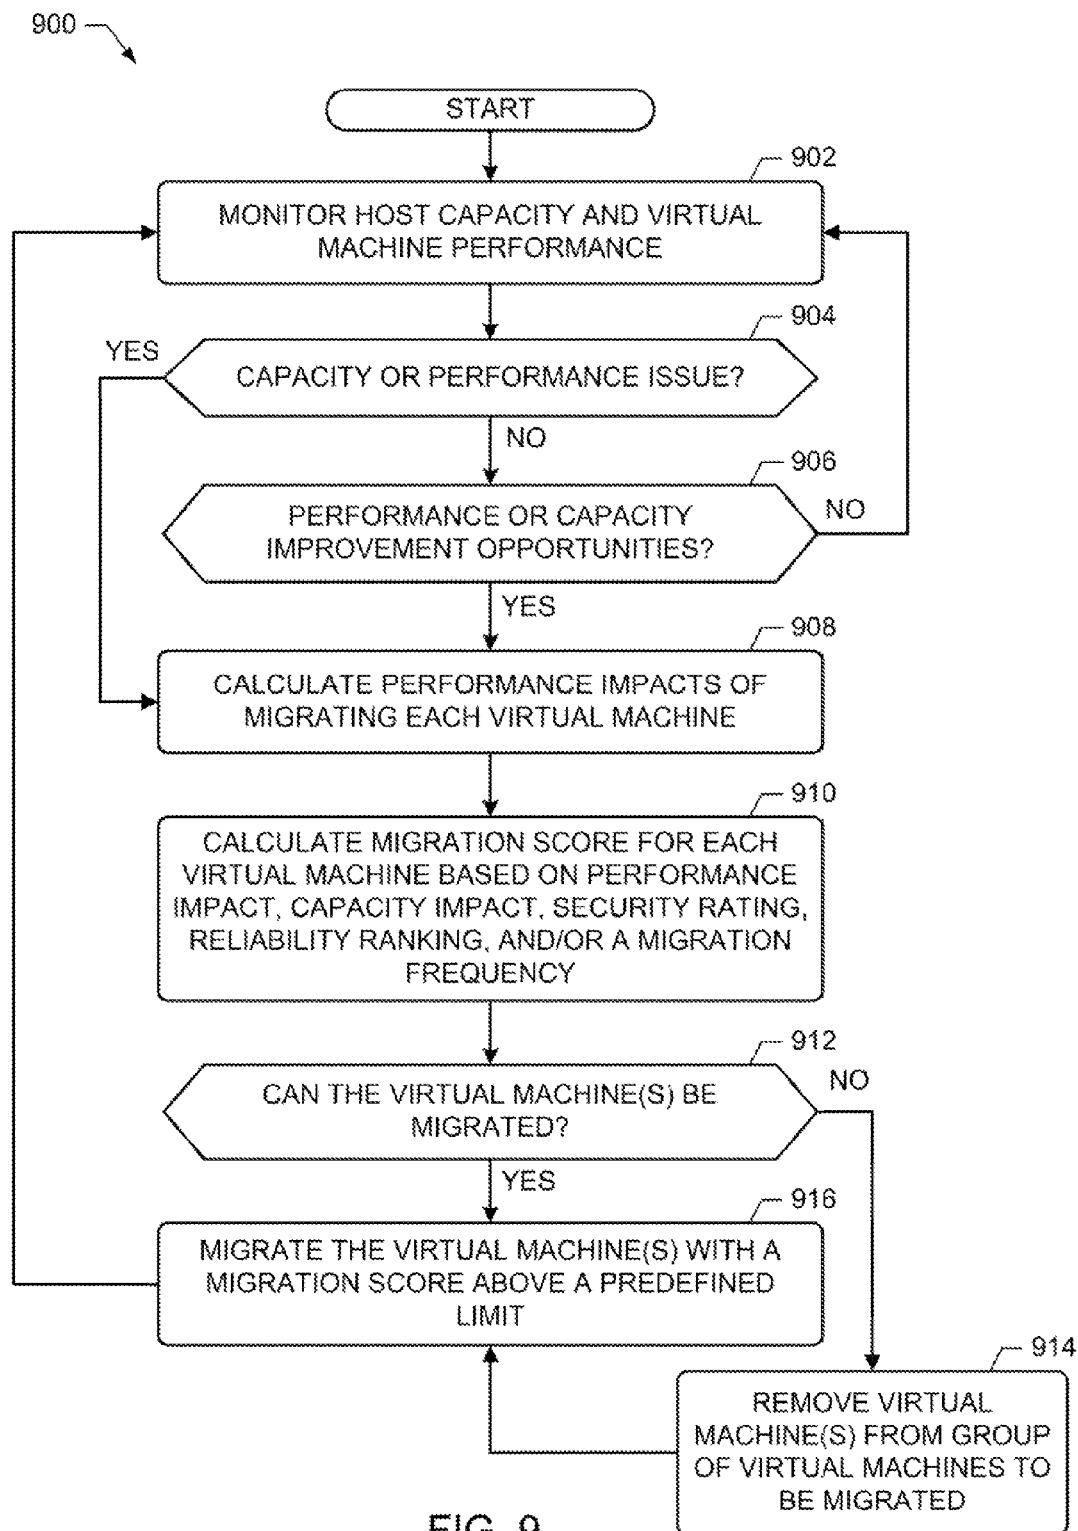 900
START
902
MONITOR HOST CAPACITY AND VIRTUAL
MACHINE PERFORMANCE
904
YES
CAPACITY OR PERFORMANCE ISSUE?
NO
906
PERFORMANCE OR CAPACITY
IMPROVEMENT OPPORTUNITIES?
NO
YES
908
CALCULATE PERFORMANCE IMPACTS OF
MIGRATING EACH VIRTUAL MACHINE
910
CALCULATE MIGRATION SCORE FOR EACH
VIRTUAL MACHINE BASED ON PERFORMANCE
IMPACT, CAPACITY IMPACT, SECURITY RATING,
RELIABILITY RANKING, AND/OR A MIGRATION
FREQUENCY
912
CAN THE VIRTUAL MACHINE(S) BE
MIGRATED?
NO
YES
916
MIGRATE THE VIRTUAL MACHINE(S) WITH A
MIGRATION SCORE ABOVE A PREDEFINED
LIMIT
914
REMOVE VIRTUAL
MACHINE(S) FROM GROUP
OF VIRTUAL MACHINES TO
BE MIGRATED
FIG. 9